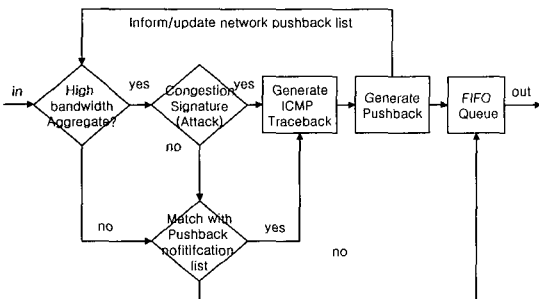 Inform/update network pushback list
in
High
bandwidth
Aggregate?
yes
Congestion
Signature
(Attack)
yes
Generate
ICMP
Traceback
Generate
Pushback
FIFO
Queue
out
no
no
Match with
Pushback
nofitifcation
list
yes
no